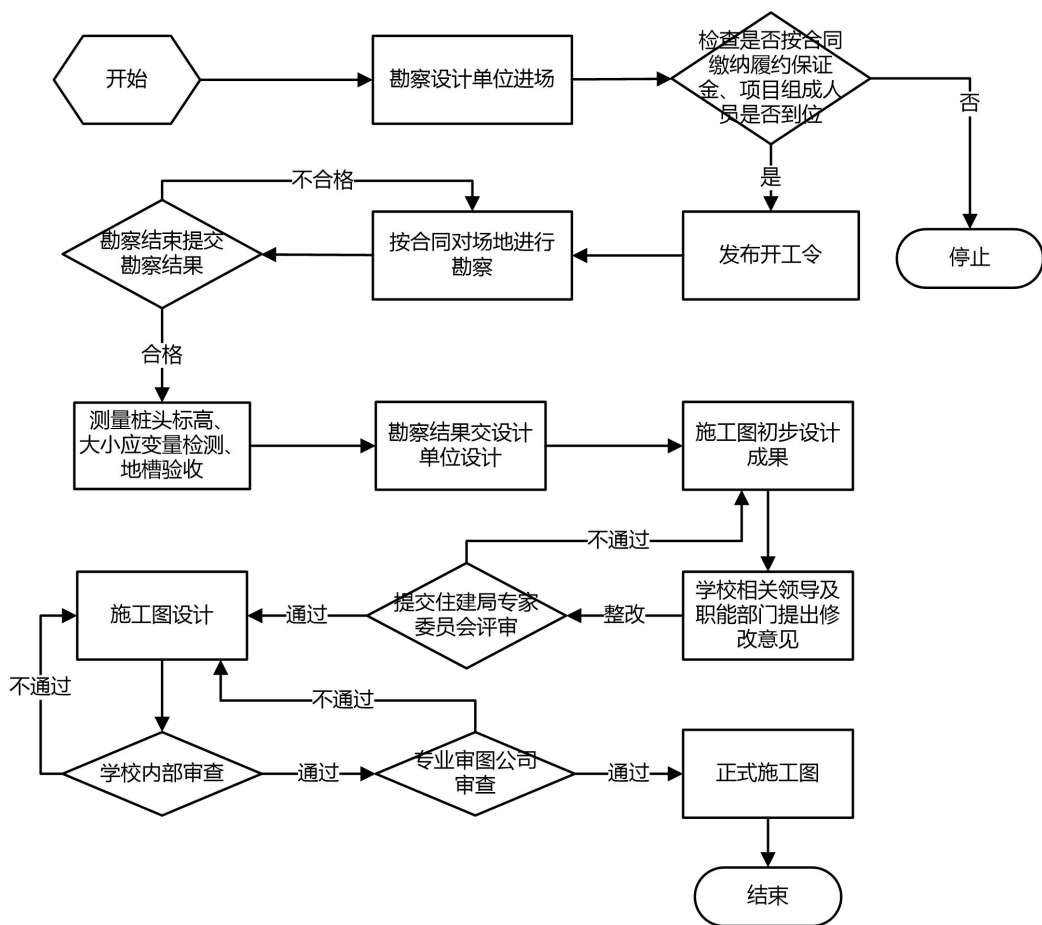 开始
勘察设计单位进场
检查是否按合同
缴纳履约保证
金、项目组成人
员是否到位
否
是
停止
不合格
勘察结束提交
勘察结果
按合同对场地进行
勘察
发布开工令
合格
测量桩头标高、
大小应变量检测、
地槽验收
勘察结果交设计
单位设计
施工图初步设计
成果
不通过
施工图设计
通过
提交住建局专家
委员会评审
整改
学校相关领导及
职能部门提出修
改意见
不通过
不通过
学校内部审查
通过
专业审图公司
审查
通过
正式施工图
结束